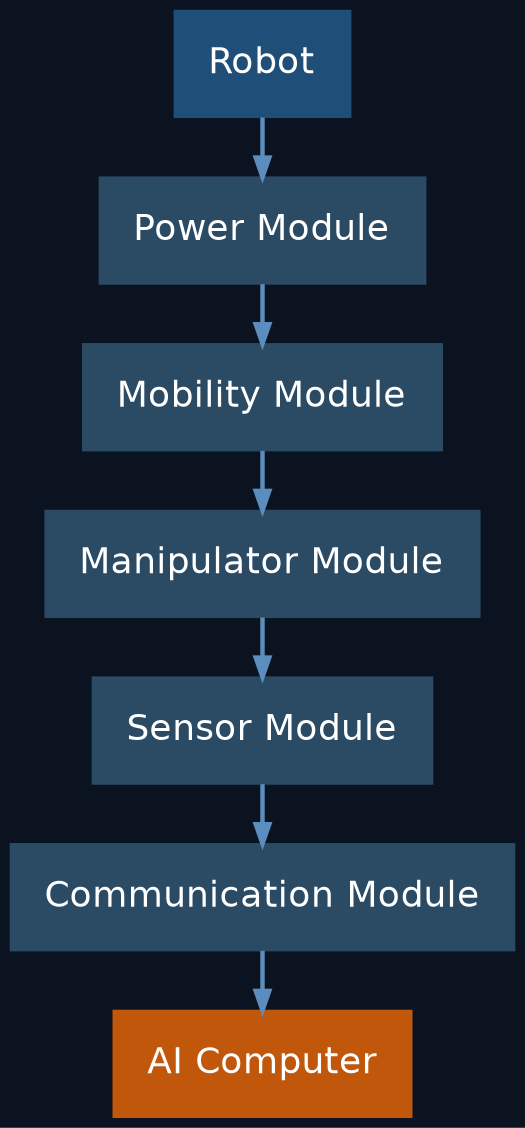 Robot
Power Module
Mobility Module
Manipulator Module
Sensor Module
Communication Module
AI Computer